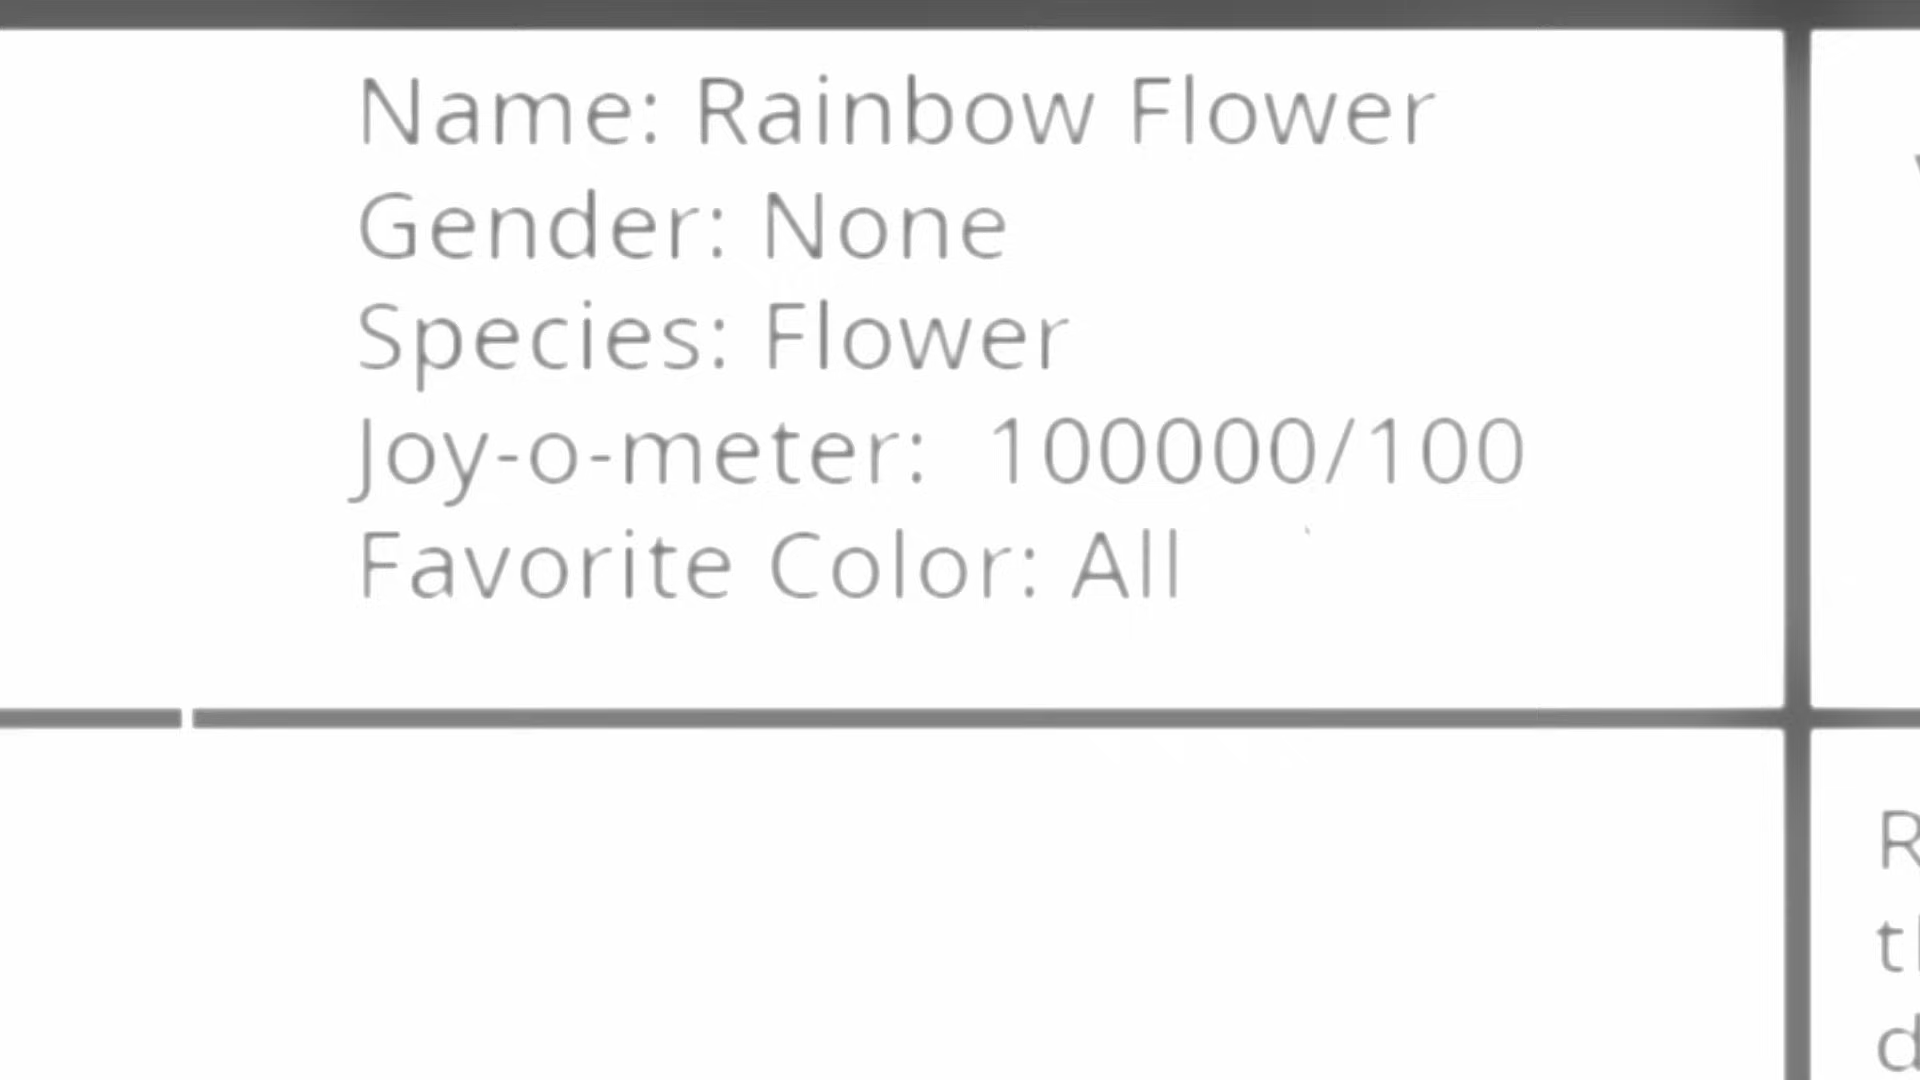 Name: Rainbow Flower
Gender: None
Species: Flower
Joy-o-meter: 100000/100
Favorite Color: All